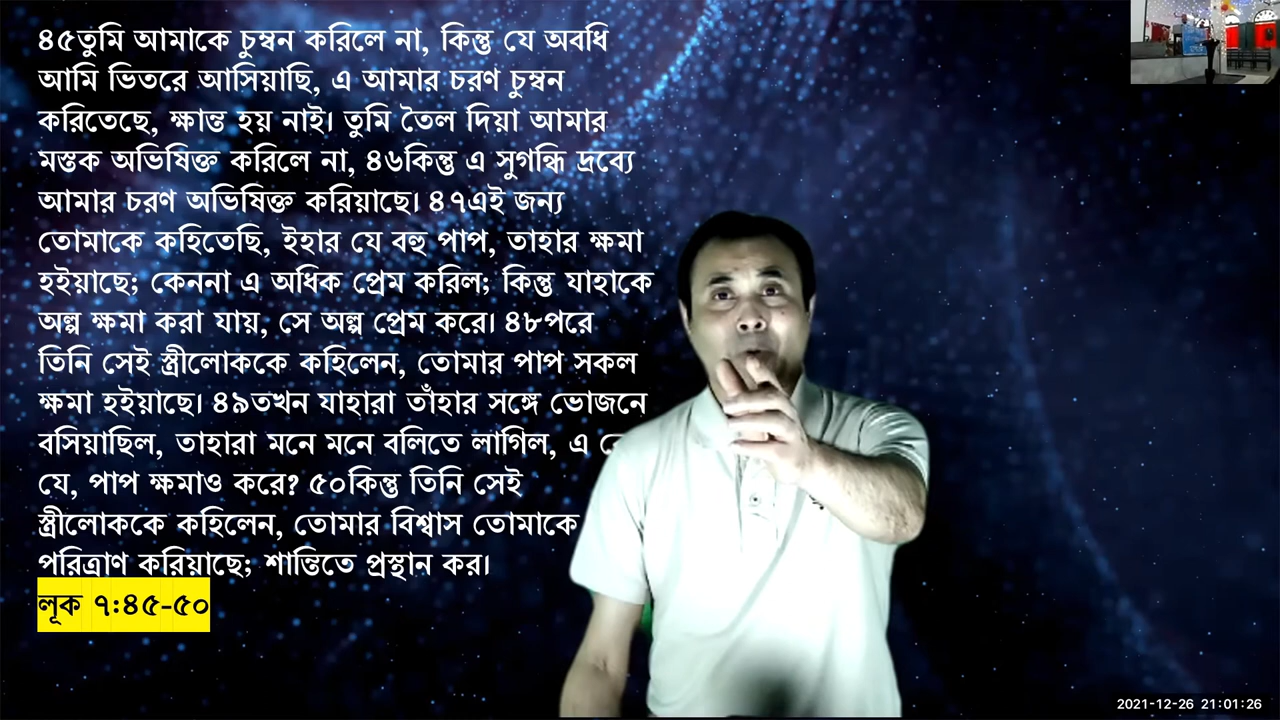 ৪৫তুমি আমাকে চুম্বন করিলে না, কিন্তু যে অবধি
আমি ভিতরে আসিয়াছি, এ আমার চরণ চুম্বন
করিতেছে, ক্ষান্ত হয় নাই। তুমি তৈল দিয়া আমার
মস্তক অভিষিক্ত করিলে না, ৪৬কিন্তু এ সুগন্ধি দ্রব্যে
আমার চরণ অভিষিক্ত করিয়াছে। ৪৭এই জন্য
তোমাকে কহিতেছি, ইহার যে বহু পাপ, তাহার ক্ষমা
হইয়াছে; কেননা এ অধিক প্রেম করিল; কিন্তু যাহাকে
অল্প ক্ষমা করা যায়, সে অল্প প্রেম করে। ৪৮পরে
তিনি সেই স্ত্রীলোককে কহিলেন, তোমার পাপ সকল
ক্ষমা হইয়াছে। ৪৯তখন যাহারা তাঁহার সঙ্গে ভোজনে
বসিয়াছিল, তাহারা মনে মনে বলিতে লাগিল, এ
যে, পাপ ক্ষমাও করে? ৫০কিন্তু তিনি সেই
স্ত্রীলোককে কহিলেন, তোমার বিশ্বাস তোমাকে
পরিত্রাণ করিয়াছে; শান্তিতে প্রস্থান কর।
লূক ৭:৪৫-৫০
2021-12-26 21:01:26